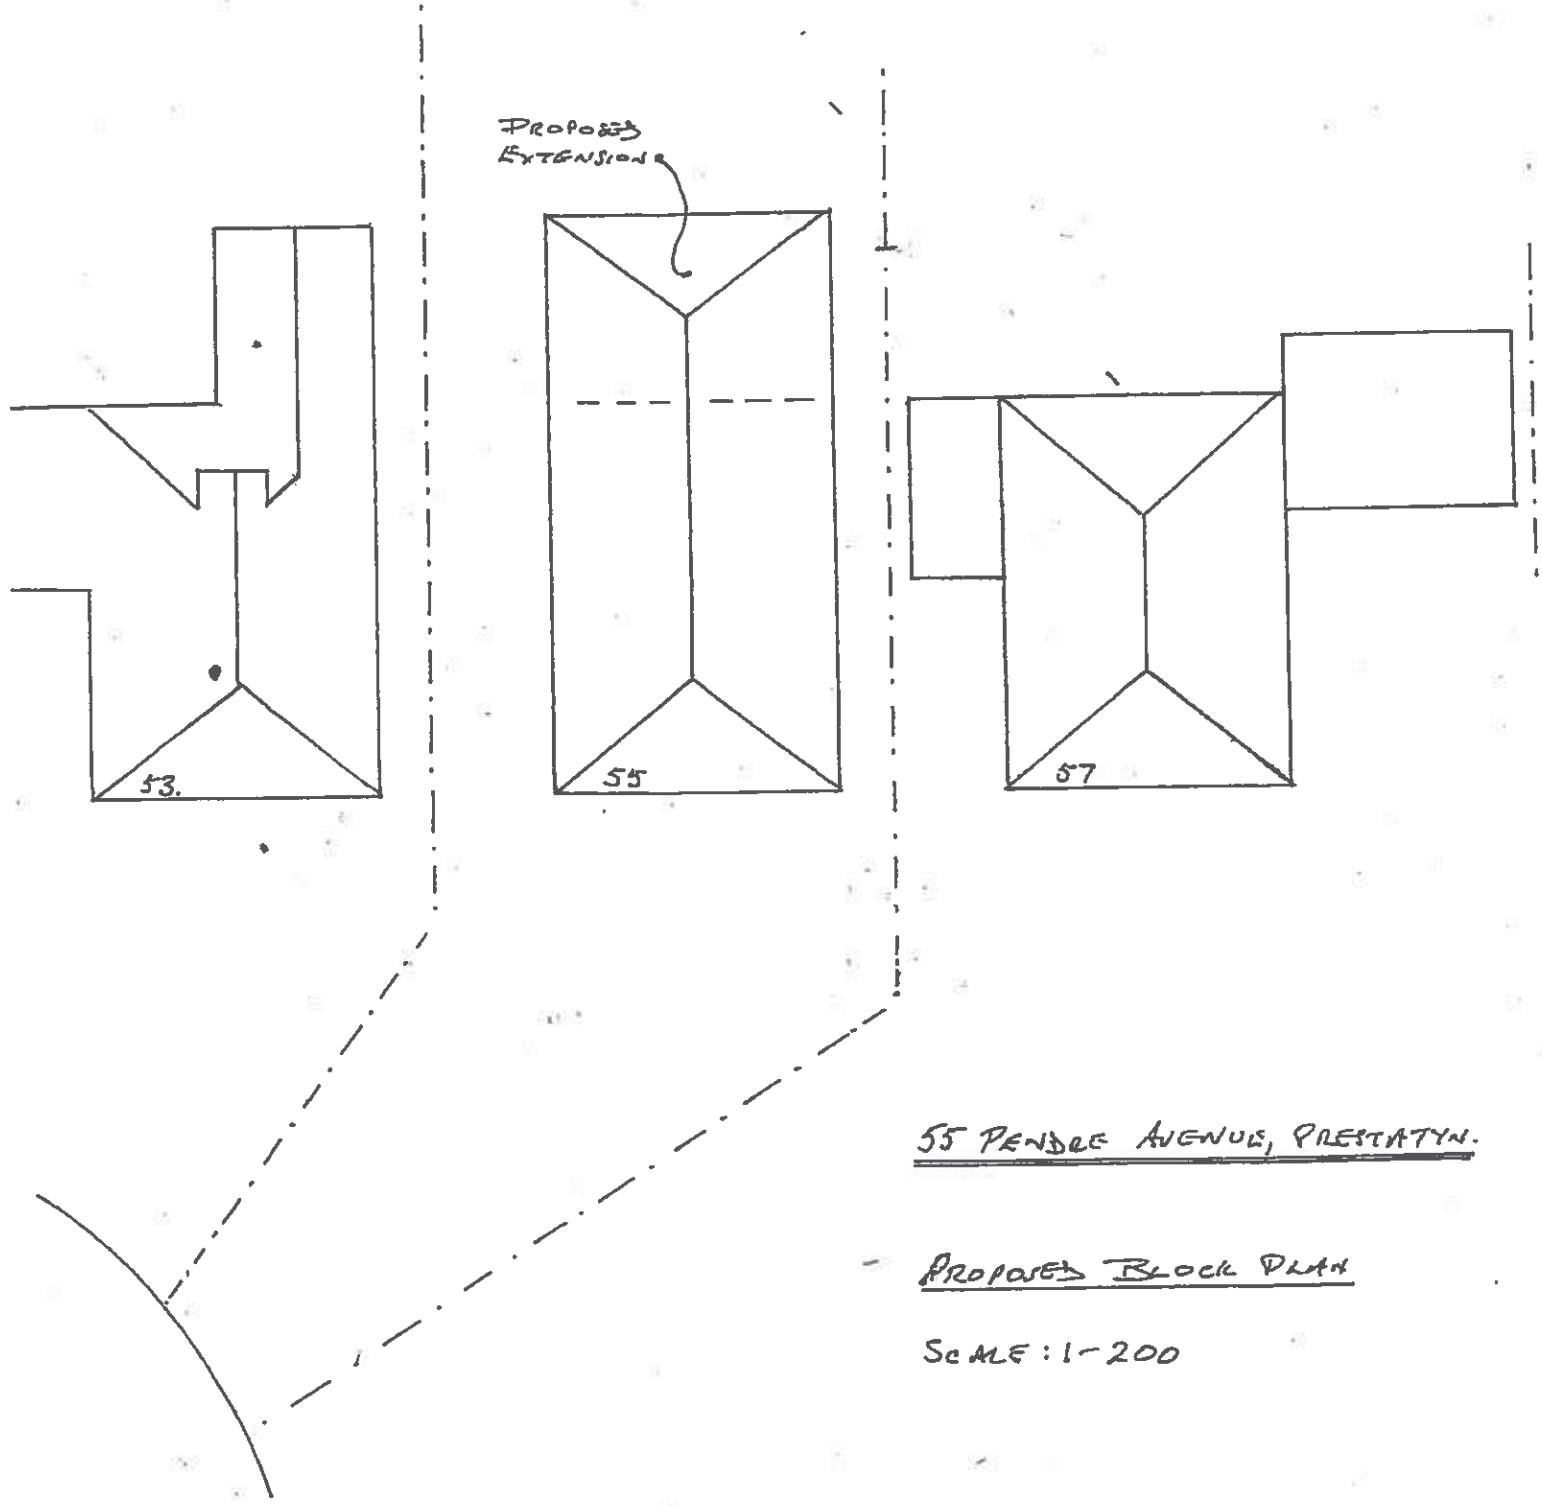 PROPOSED
EXTENSION
53.
55
57
55 PENDRE AVENUE, PRESTATYN.
PROPOSED BLOCK PLAN
SCALE: 1-200